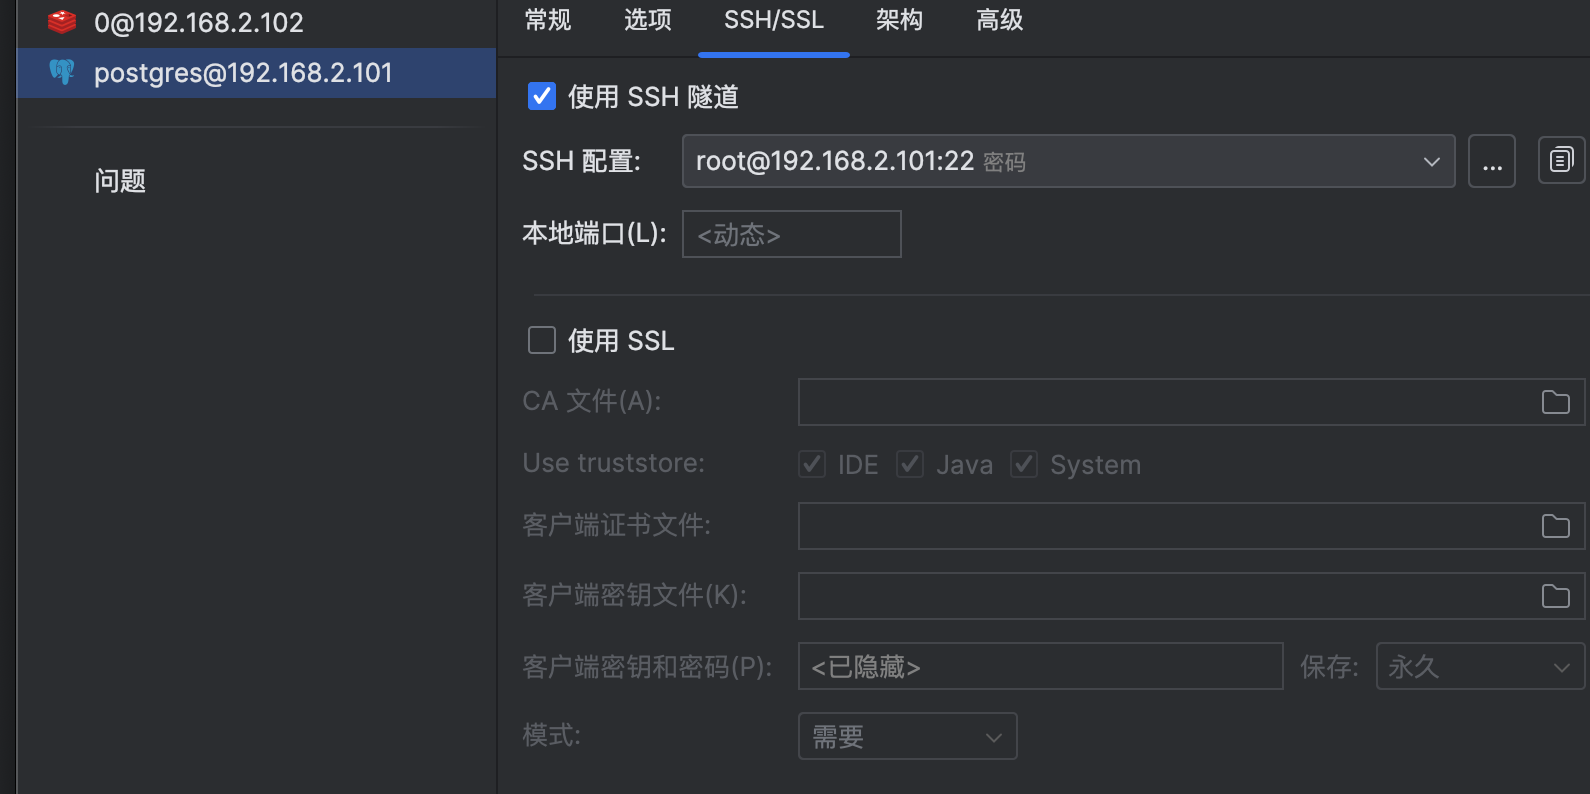 0@192.168.2.102
postgres@192.168.2.101
问题
常规 选项 SSH/SSL 架构 高级
使用 SSH 隧道
SSH 配置: root@192.168.2.101:22 密码 ...
本地端口(L): <动态>
使用 SSL
CA 文件(A):
Use truststore: IDE Java System
客户端证书文件:
客户端密钥文件(K):
客户端密钥和密码(P): <已隐藏> 保存: 永久
模式: 需要